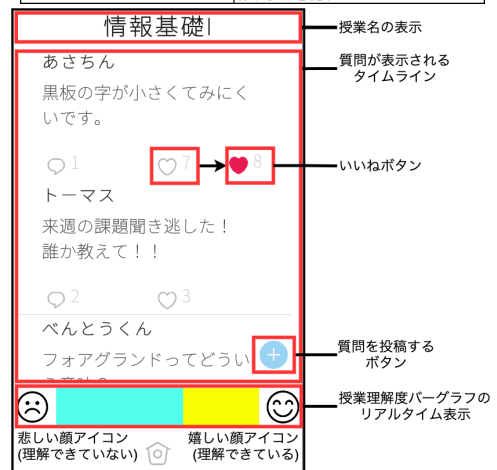 情報基礎I
授業名の表示
あさちん
質問が表示される
タイムライン
黒板の字が小さくてみにく
いです。
1
7
8
いいねボタン
トーマス
来週の課題聞き逃した！
誰か教えて！！
2
3
べんとうくん
フォアグランドってどうい
質問を投稿する
ボタン
授業理解度バーグラフの
リアルタイム表示
悲しい顔アイコン
(理解できていない)
嬉しい顔アイコン
(理解できている)